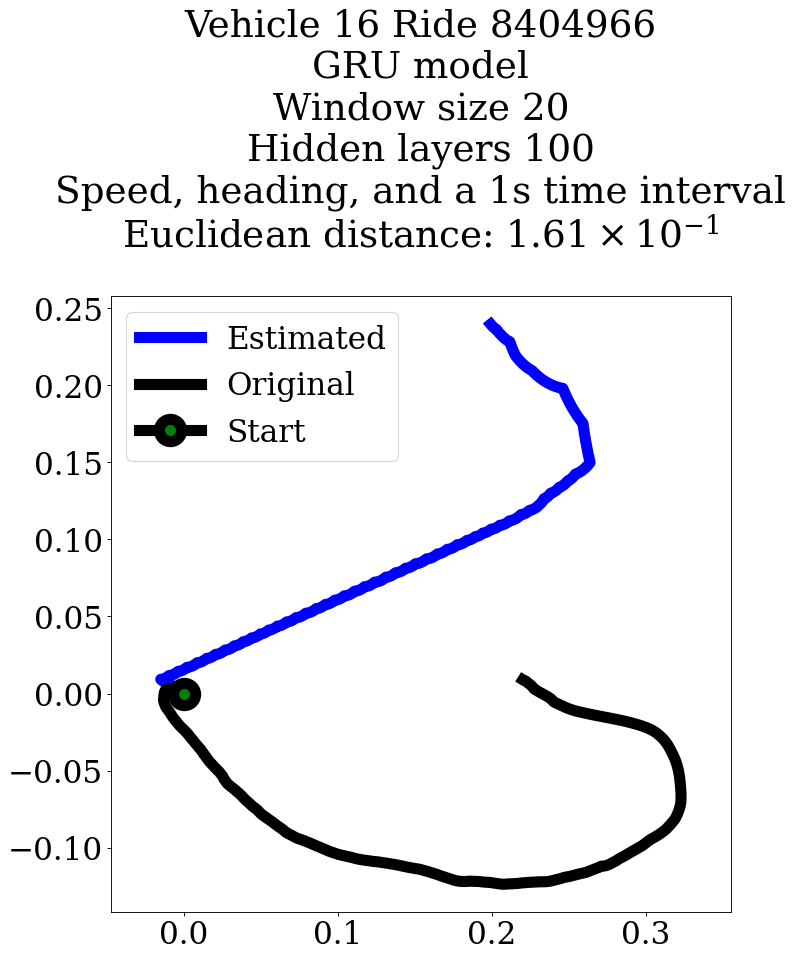 Vehicle 16 Ride 8404966
GRU model
Window size 20
Hidden layers 100
Speed, heading, and a 1s time interval
Euclidean distance: 1.61 × 10⁻¹
Estimated
Original
Start
0.25
0.20
0.15
0.10
0.05
0.00
−0.05
−0.10
0.0 0.1 0.2 0.3